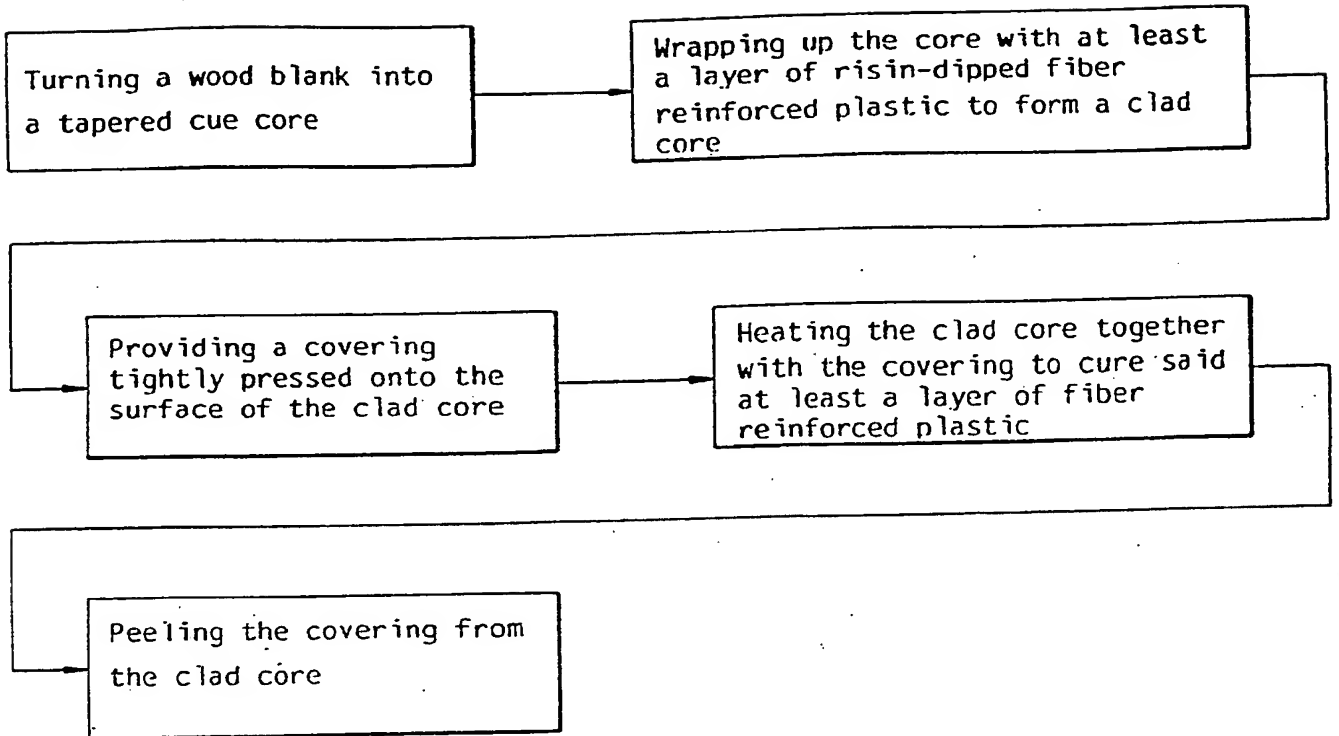 Turning a wood blank into
a tapered cue core
Wrapping up the core with at least
a layer of risin-dipped fiber
reinforced plastic to form a clad
core
Providing a covering
tightly pressed onto the
surface of the clad core
Heating the clad core together
with the covering to cure said
at least a layer of fiber
reinforced plastic
Peeling the covering from
the clad core